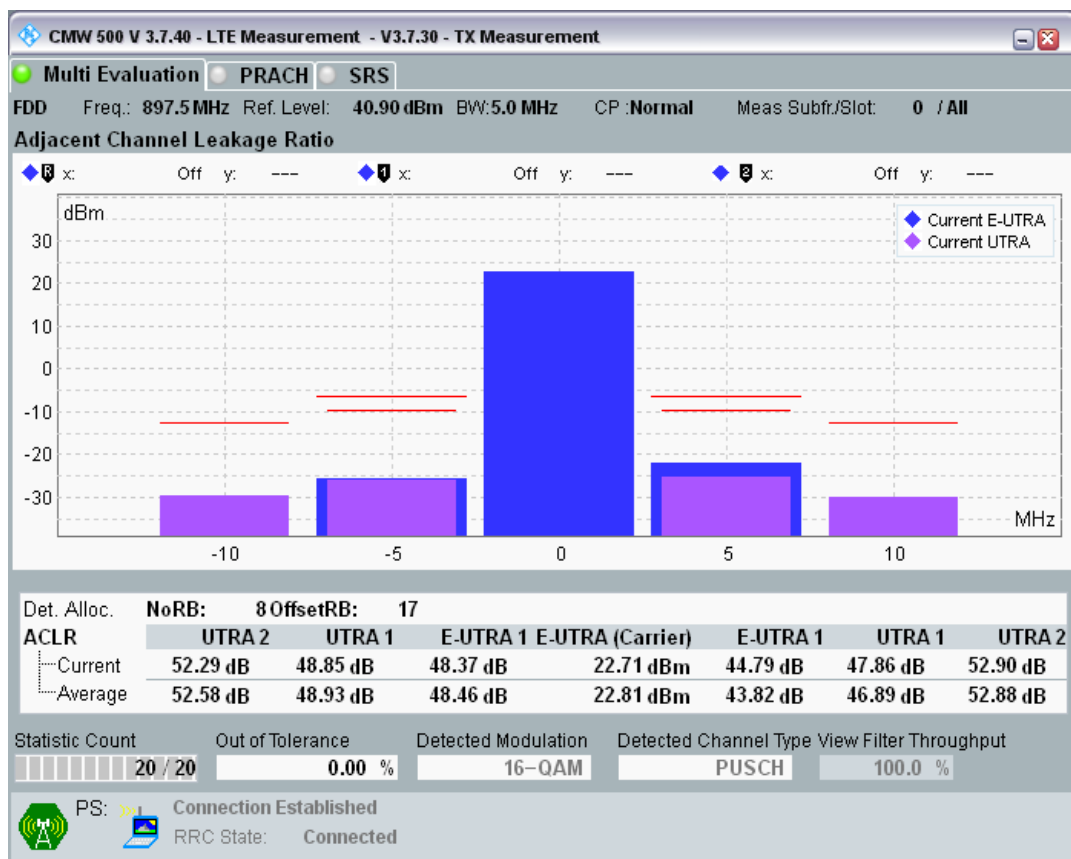 CMW 500 V 3.7.40 - LTE Measurement - V3.7.30 - TX Measurement
Multi Evaluation PRACH SRS
FDD Freq.: 897.5 MHz Ref. Level: 40.90 dBm BW:5.0 MHz CP :Normal Meas Subfr./Slot: 0 / All
Adjacent Channel Leakage Ratio
R x: Off y: --- 1 x: Off y: --- 2 x: Off y: ---
dBm
Current E-UTRA
Current UTRA
30
20
10
0
-10
-20
-30
MHz
-10 -5 0 5 10
Det. Alloc. NoRB: 8 OffsetRB: 17
ACLR UTRA 2 UTRA 1 E-UTRA 1 E-UTRA (Carrier) E-UTRA 1 UTRA 1 UTRA 2
Current 52.29 dB 48.85 dB 48.37 dB 22.71 dBm 44.79 dB 47.86 dB 52.90 dB
Average 52.58 dB 48.93 dB 48.46 dB 22.81 dBm 43.82 dB 46.89 dB 52.88 dB
Statistic Count Out of Tolerance Detected Modulation Detected Channel Type View Filter Throughput
20 / 20 0.00 % 16-QAM PUSCH 100.0 %
PS: Connection Established
RRC State: Connected